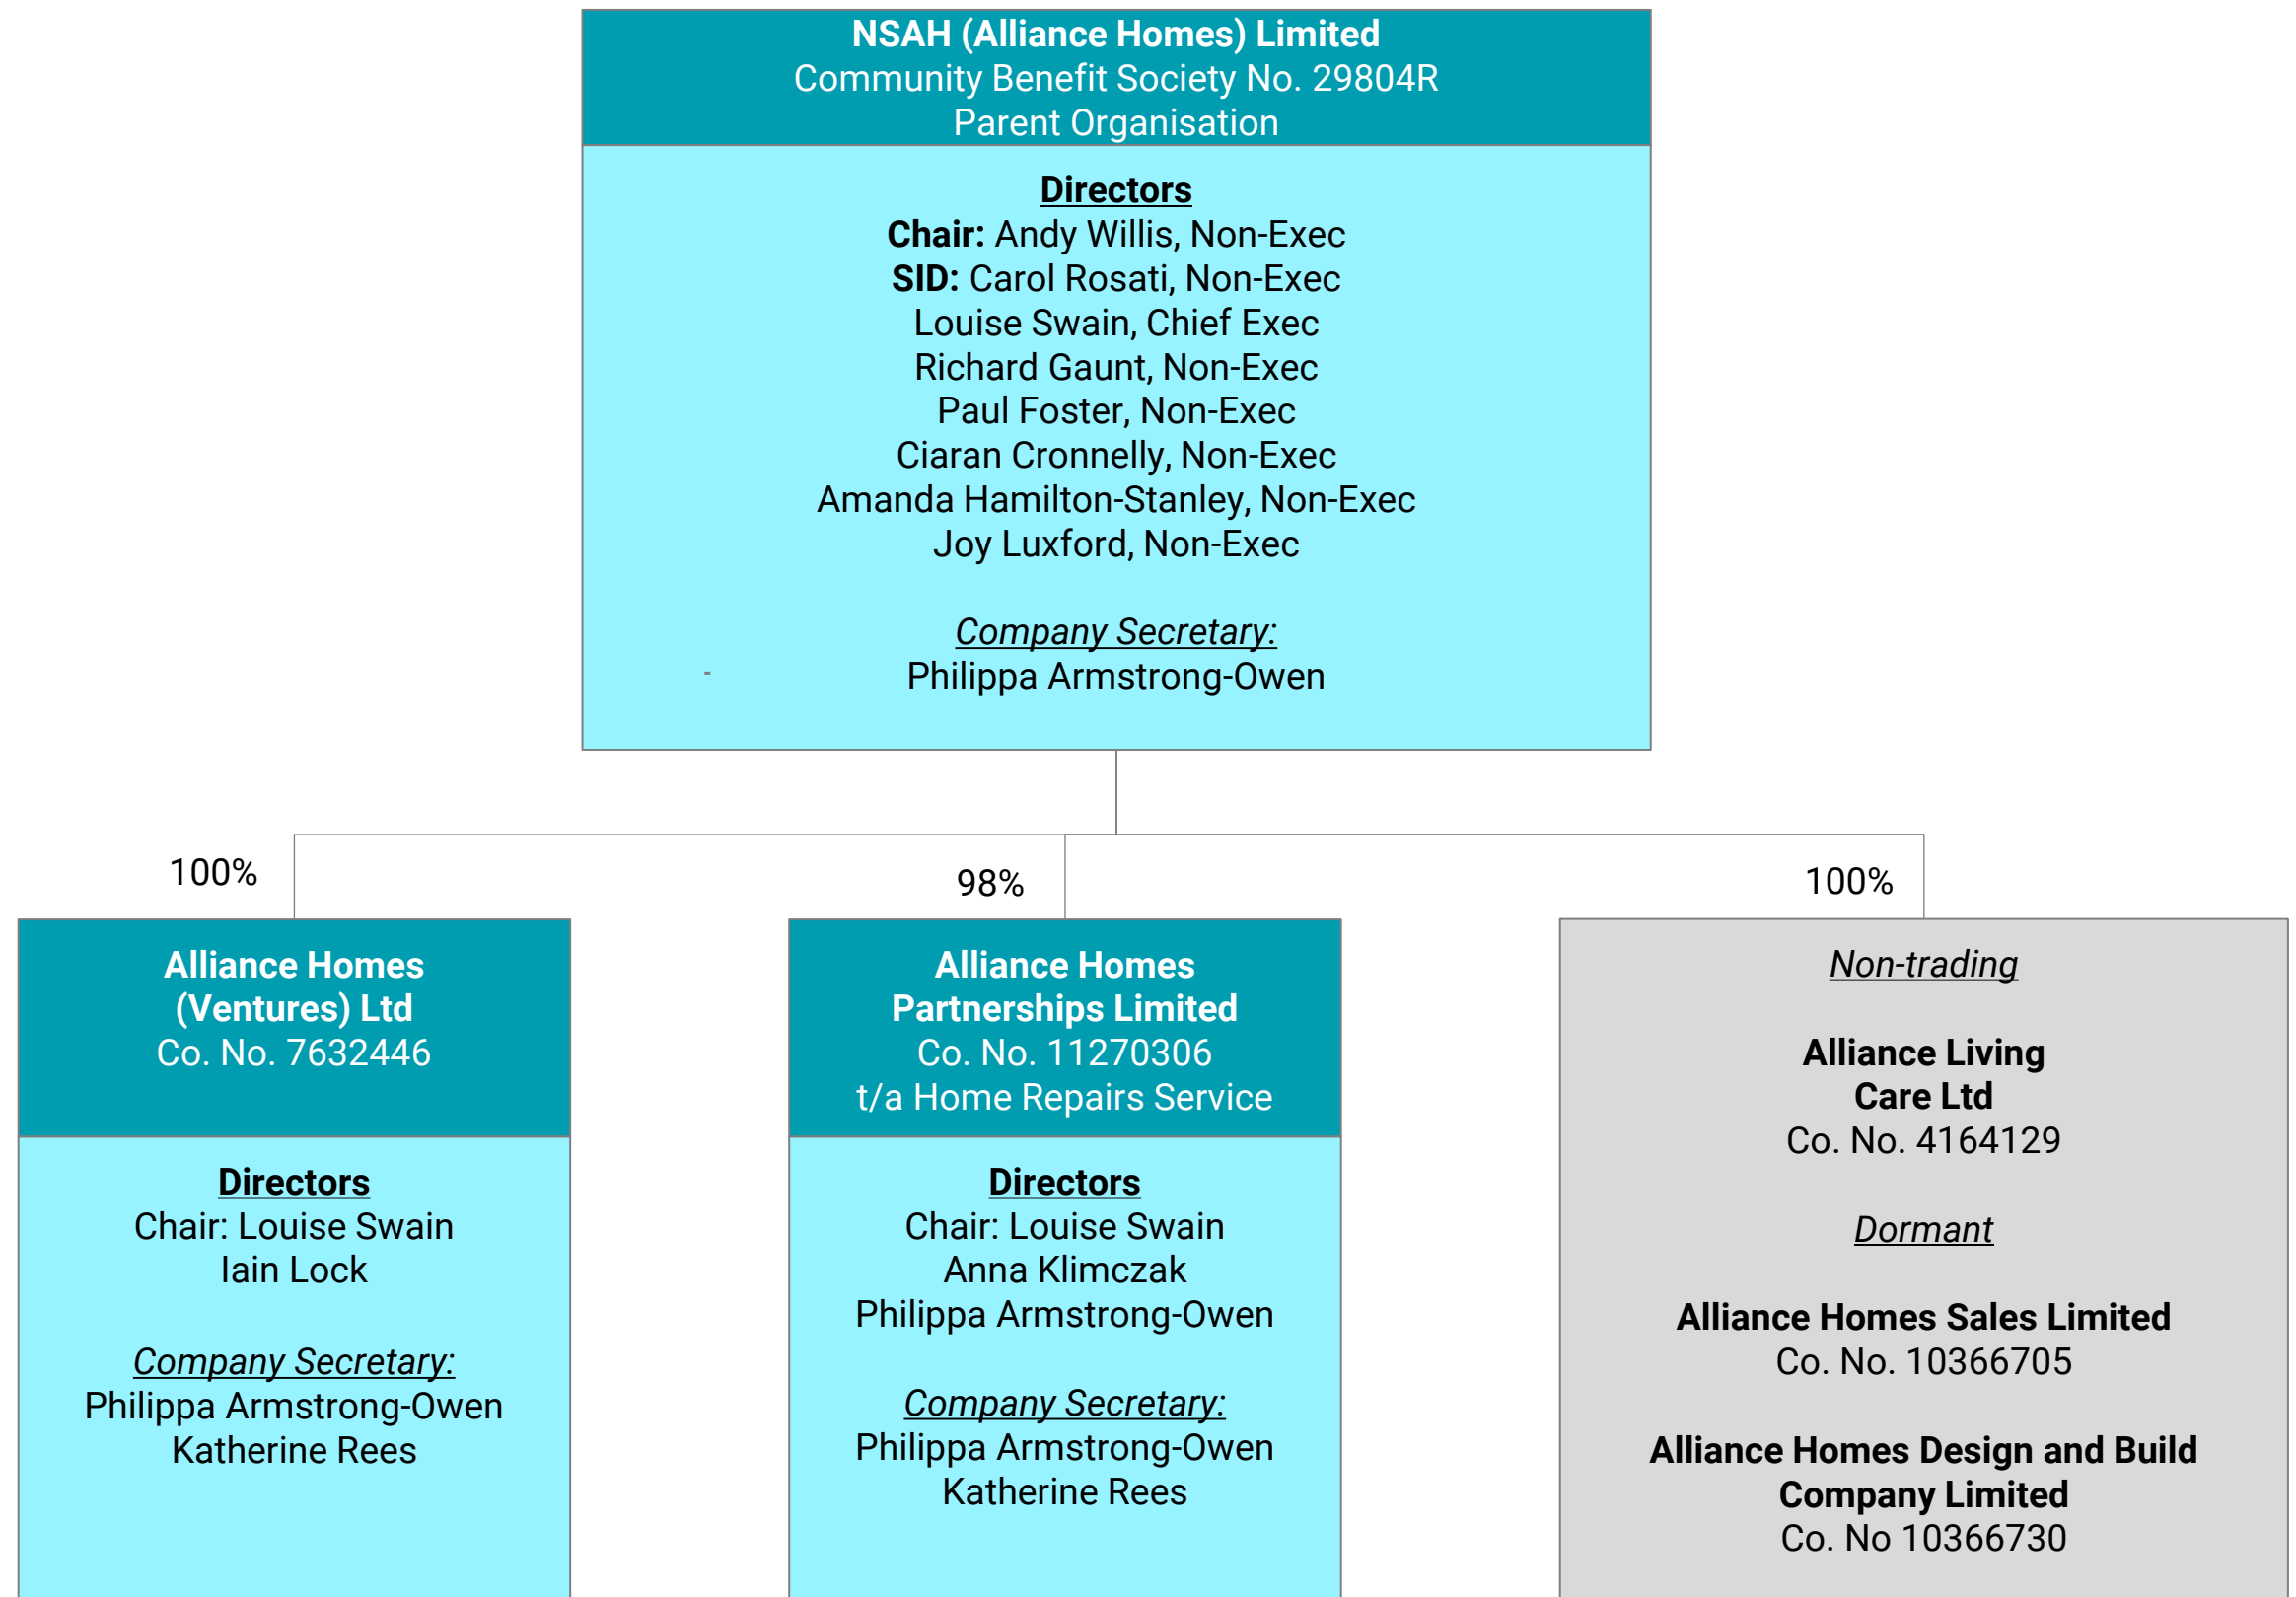 NSAH (Alliance Homes) Limited
Community Benefit Society No. 29804R
Parent Organisation
Directors
Chair: Andy Willis, Non-Exec
SID: Carol Rosati, Non-Exec
Louise Swain, Chief Exec
Richard Gaunt, Non-Exec
Paul Foster, Non-Exec
Ciaran Cronnelly, Non-Exec
Amanda Hamilton-Stanley, Non-Exec
Joy Luxford, Non-Exec
Company Secretary:
Philippa Armstrong-Owen
-
100%
98%
100%
Alliance Homes
(Ventures) Ltd
Co. No. 7632446
Directors
Chair: Louise Swain
Iain Lock
Company Secretary:
Philippa Armstrong-Owen
Katherine Rees
Alliance Homes
Partnerships Limited
Co. No. 11270306
t/a Home Repairs Service
Directors
Chair: Louise Swain
Anna Klimczak
Philippa Armstrong-Owen
Company Secretary:
Philippa Armstrong-Owen
Katherine Rees
Non-trading
Alliance Living
Care Ltd
Co. No. 4164129
Dormant
Alliance Homes Sales Limited
Co. No. 10366705
Alliance Homes Design and Build
Company Limited
Co. No 10366730